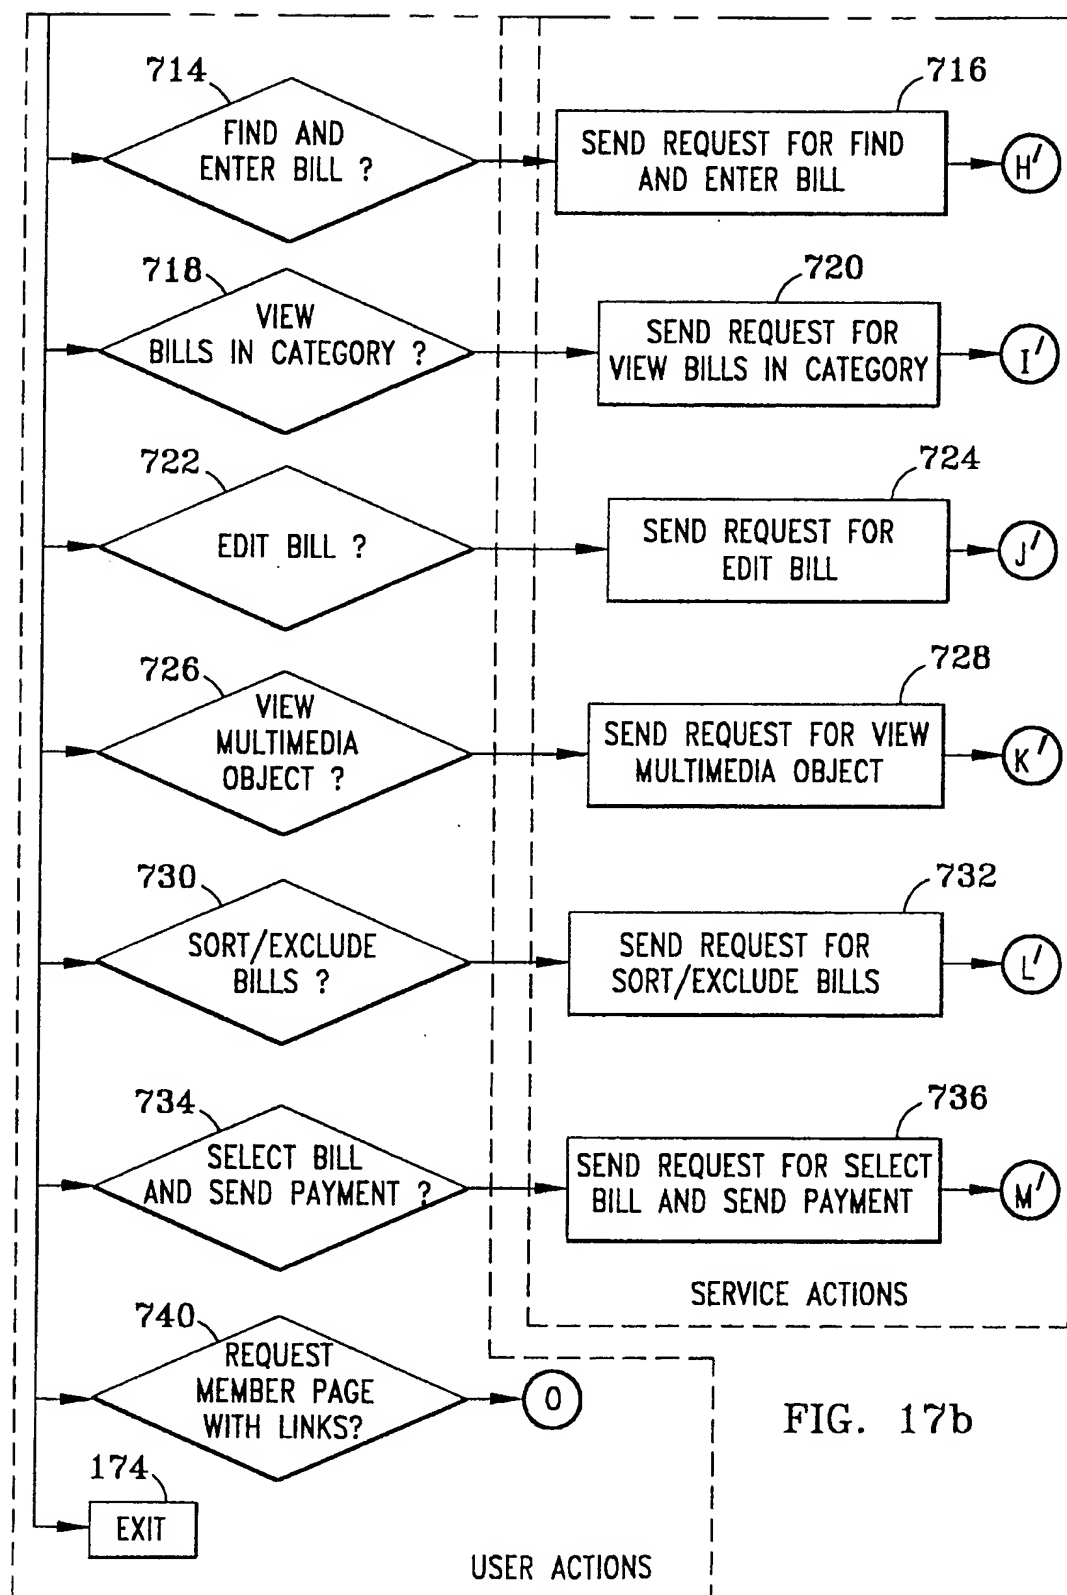 714
FIND AND
ENTER BILL ?
716
SEND REQUEST FOR FIND
AND ENTER BILL
H'
718
VIEW
BILLS IN CATEGORY ?
720
SEND REQUEST FOR
VIEW BILLS IN CATEGORY
I'
722
EDIT BILL ?
724
SEND REQUEST FOR
EDIT BILL
J'
726
VIEW
MULTIMEDIA
OBJECT ?
728
SEND REQUEST FOR VIEW
MULTIMEDIA OBJECT
K'
730
SORT/EXCLUDE
BILLS ?
732
SEND REQUEST FOR
SORT/EXCLUDE BILLS
L'
734
SELECT BILL
AND SEND PAYMENT ?
736
SEND REQUEST FOR SELECT
BILL AND SEND PAYMENT
M'
SERVICE ACTIONS
740
REQUEST
MEMBER PAGE
WITH LINKS?
O
FIG. 17b
174
EXIT
USER ACTIONS